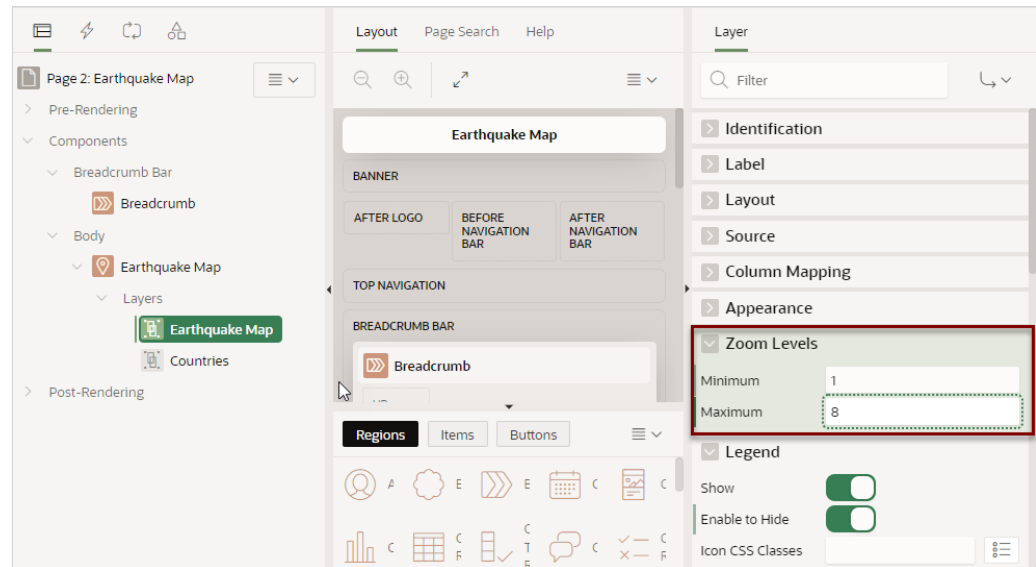 Page 2: Earthquake Map
Pre-Rendering
Components
Breadcrumb Bar
Breadcrumb
Body
Earthquake Map
Layers
Earthquake Map
Countries
Post-Rendering
Layout Page Search Help
Earthquake Map
BANNER
AFTER LOGO
BEFORE
NAVIGATION
BAR
AFTER
NAVIGATION
BAR
TOP NAVIGATION
BREADCRUMB BAR
Breadcrumb
Regions Items Buttons
Layer
Filter
Identification
Label
Layout
Source
Column Mapping
Appearance
Zoom Levels
Minimum 1
Maximum 8
Legend
Show
Enable to Hide
Icon CSS Classes